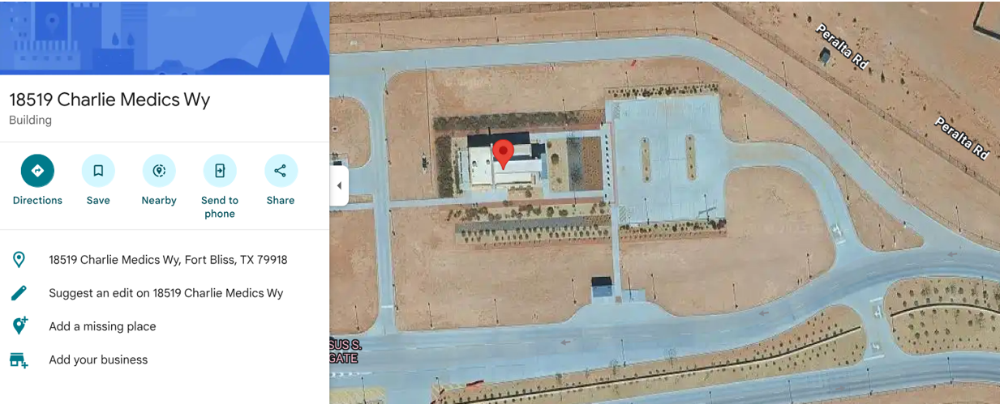 18519 Charlie Medics Wy
Building
Directions
Save
Nearby
Send to
phone
Share
18519 Charlie Medics Wy, Fort Bliss, TX 79918
Suggest an edit on 18519 Charlie Medics Wy
Add a missing place
Add your business
Peralta Rd
Peralta Rd
SUS S.
GATE